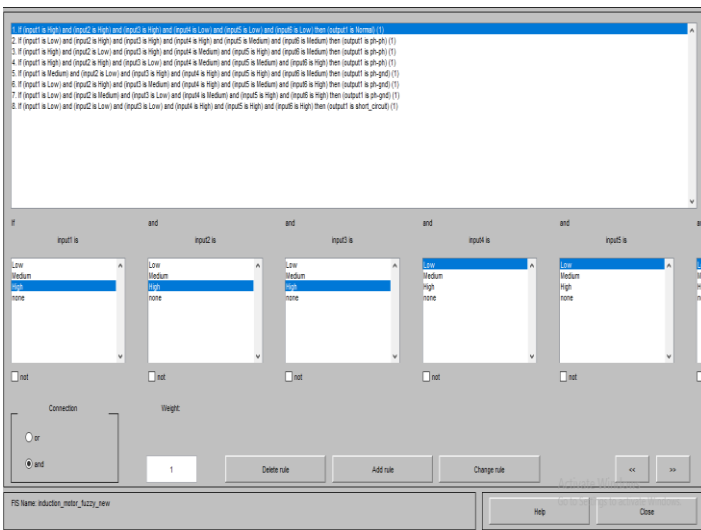 1. If (input1 is High) and (input2 is High) and (input3 is High) and (input4 is Low) and (input5 is Low) and (input6 is Low) then (output1 is Normal) (1)
2. If (input1 is Low) and (input2 is High) and (input3 is High) and (input4 is High) and (input5 is Medium) and (input6 is Medium) then (output1 is ph-ph) (1)
3. If (input1 is High) and (input2 is Low) and (input3 is High) and (input4 is Medium) and (input5 is High) and (input6 is Medium) then (output1 is ph-ph) (1)
4. If (input1 is High) and (input2 is High) and (input3 is Low) and (input4 is Medium) and (input5 is Medium) and (input6 is High) then (output1 is ph-ph) (1)
5. If (input1 is Medium) and (input2 is Low) and (input3 is High) and (input4 is High) and (input5 is High) and (input6 is Medium) then (output1 is ph-gnd) (1)
6. If (input1 is Low) and (input2 is High) and (input3 is Medium) and (input4 is High) and (input5 is Medium) and (input6 is High) then (output1 is ph-gnd) (1)
7. If (input1 is Low) and (input2 is Medium) and (input3 is Low) and (input4 is Medium) and (input5 is High) and (input6 is High) then (output1 is ph-gnd) (1)
8. If (input1 is Low) and (input2 is Low) and (input3 is Low) and (input4 is High) and (input5 is High) and (input6 is High) then (output1 is short_circuit) (1)
If and and and and
input1 is input2 is input3 is input4 is input5 is
Low Low Low Low Low
Medium Medium Medium Medium Medium
High High High High High
none none none none none
not not not not not
Connection Weight:
or
and 1 Delete rule Add rule Change rule << >>
Activate Windows
FIS Name: induction_motor_fuzzy_new Help Close